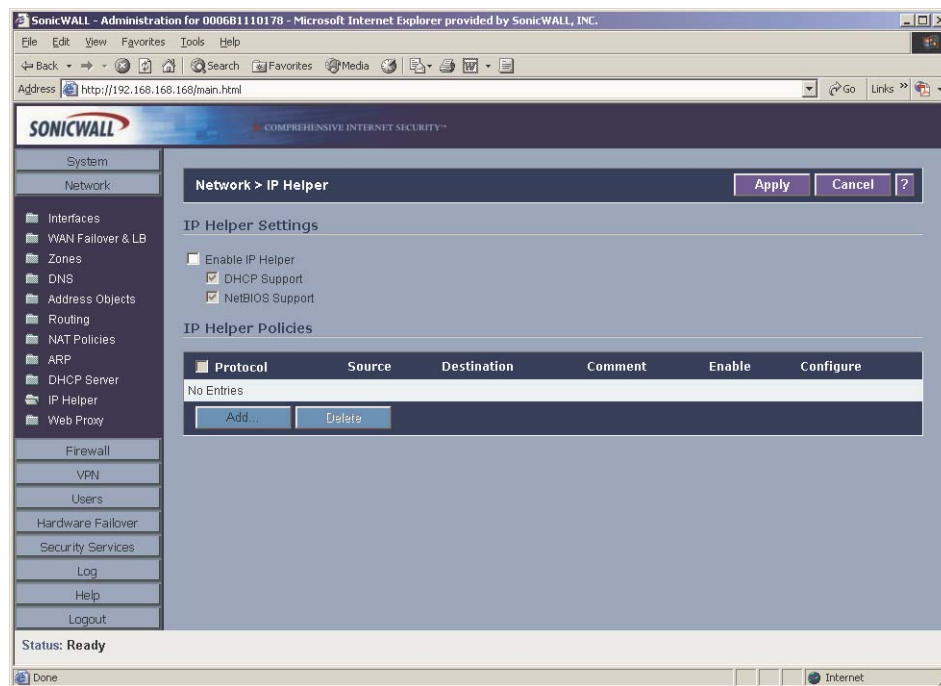 SonicWALL - Administration for 0006B1110178 - Microsoft Internet Explorer provided by SonicWALL, INC.
File Edit View Favorites Tools Help
Back Search Favorites Media
Address http://192.168.168.168/main.html Go Links »
SONICWALL COMPREHENSIVE INTERNET SECURITY™
System
Network
Interfaces
WAN Failover & LB
Zones
DNS
Address Objects
Routing
NAT Policies
ARP
DHCP Server
IP Helper
Web Proxy
Firewall
VPN
Users
Hardware Failover
Security Services
Log
Help
Logout
Network > IP Helper Apply Cancel ?
IP Helper Settings
Enable IP Helper
DHCP Support
NetBIOS Support
IP Helper Policies
Protocol Source Destination Comment Enable Configure
No Entries
Add... Delete
Status: Ready
Done Internet